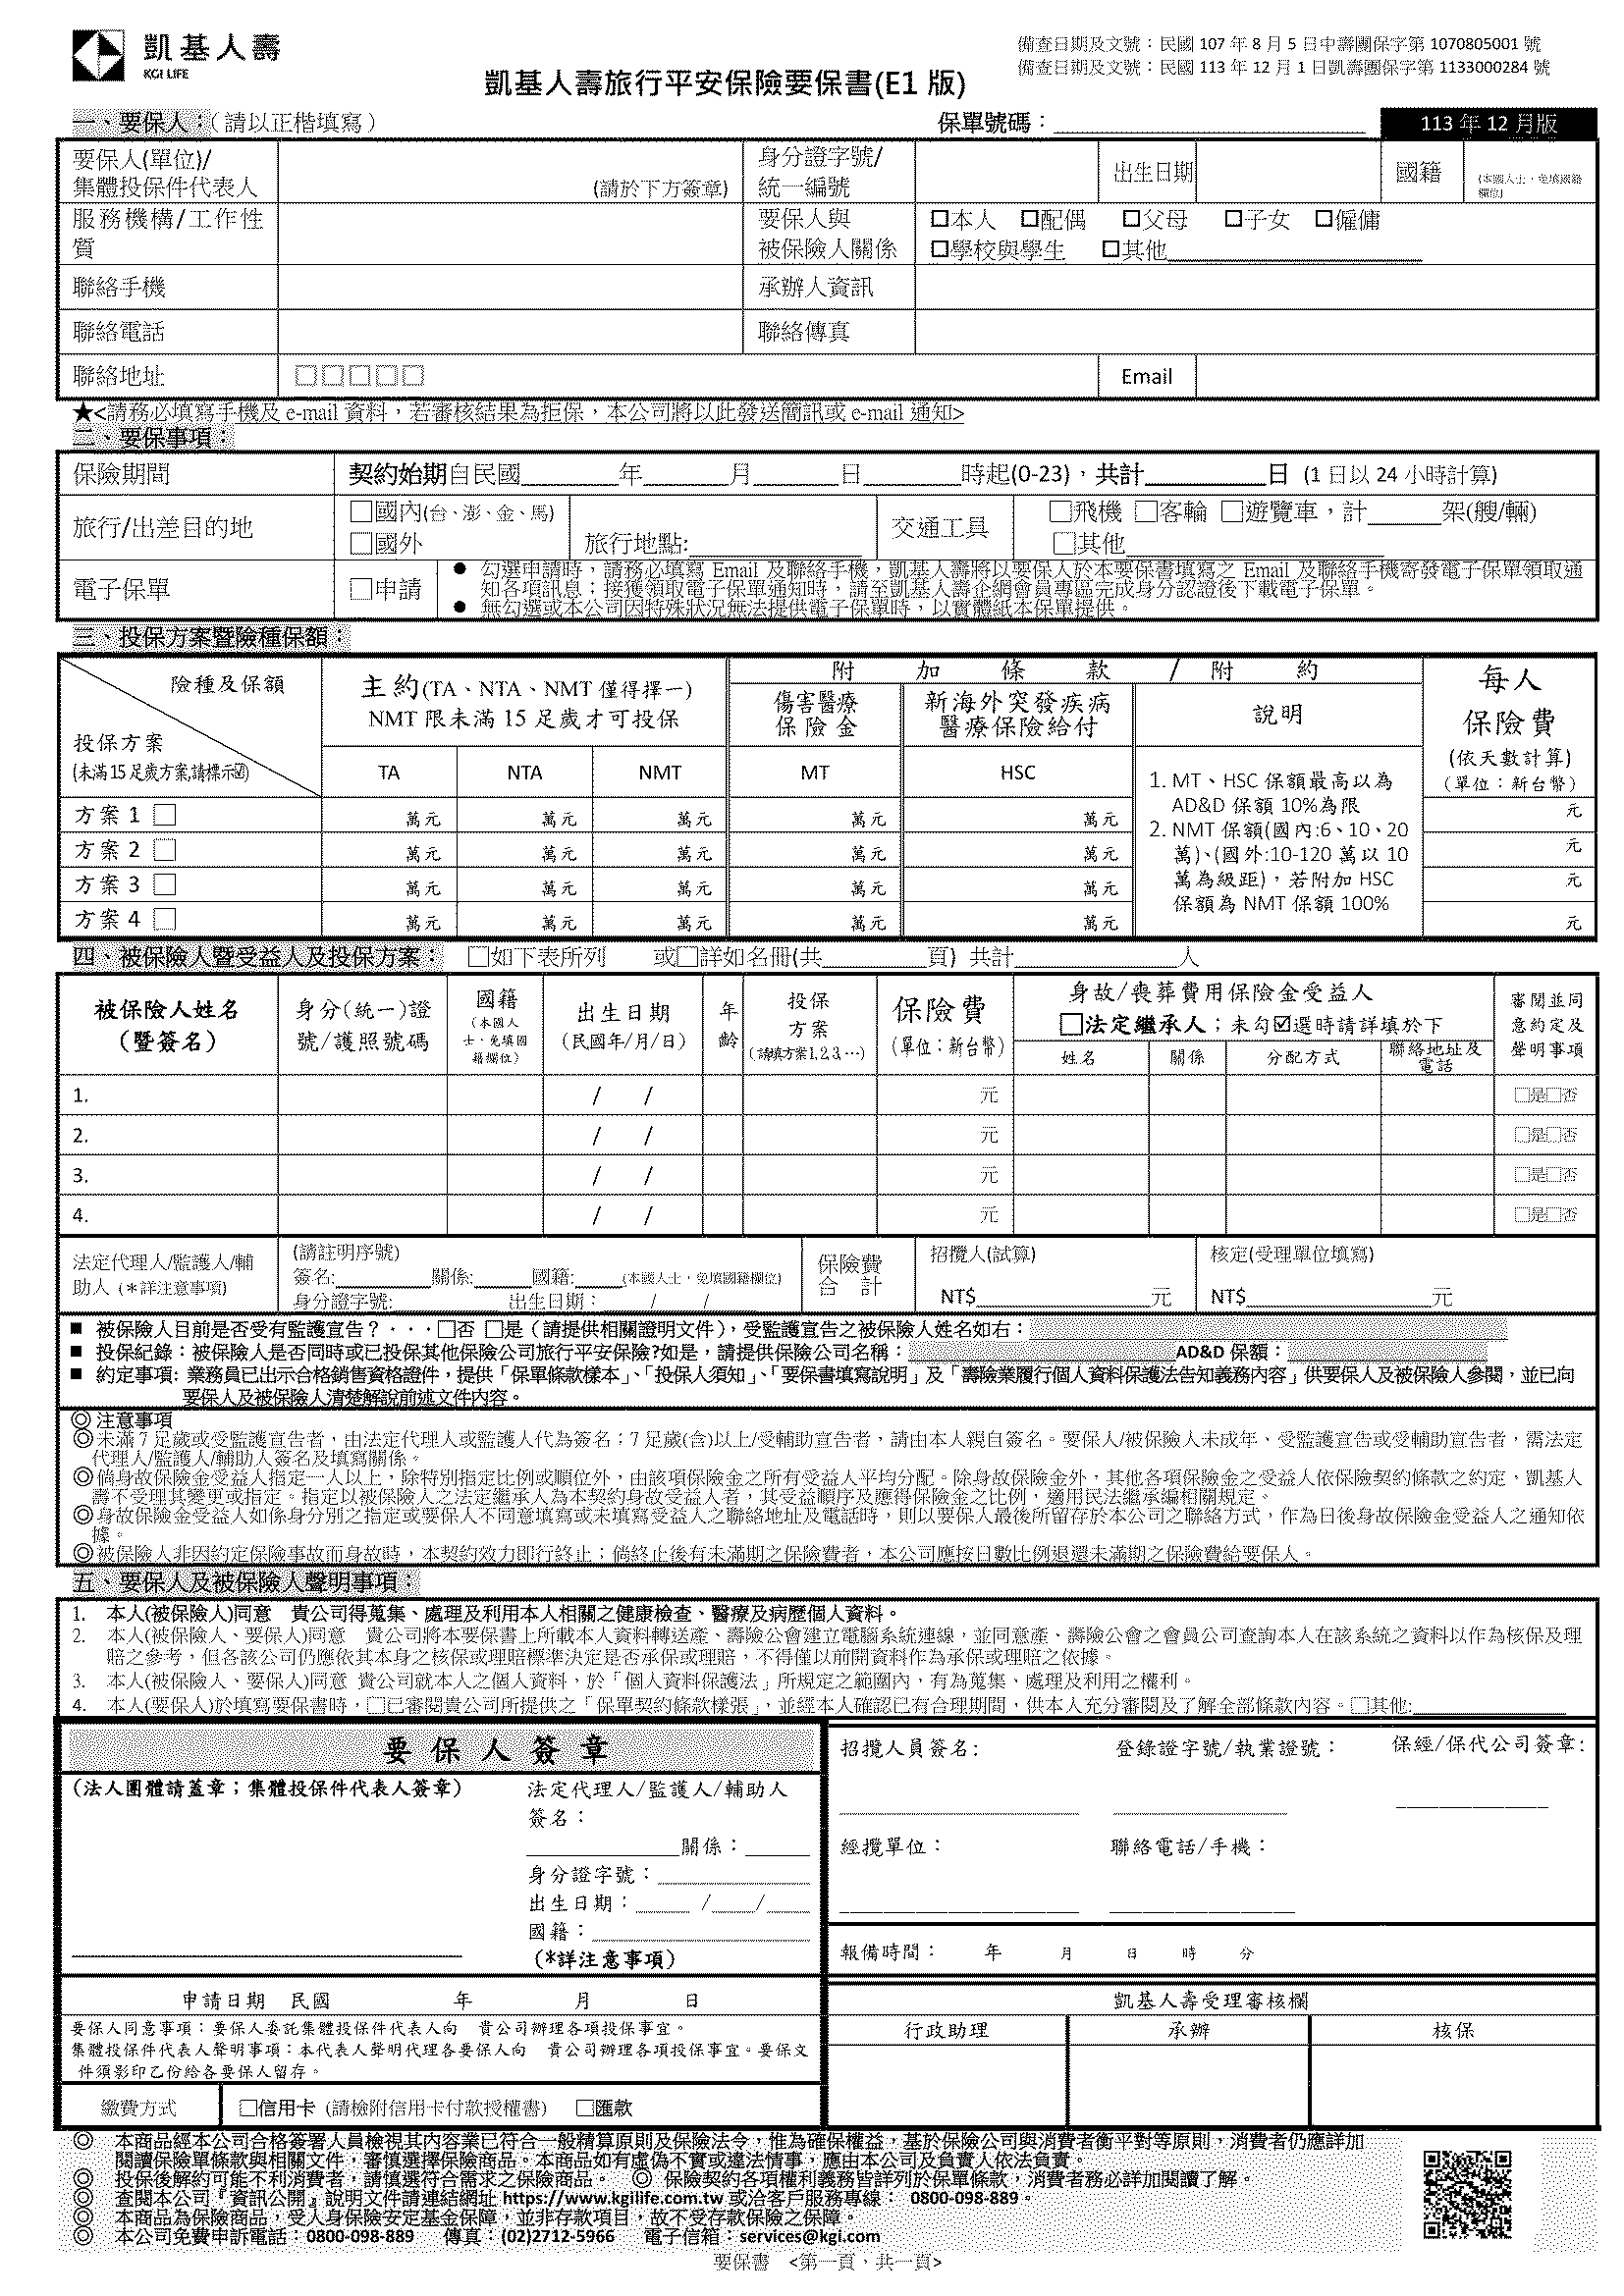 凱基人壽
KGI LIFE
備查日期及文號：民國 107 年 8 月 5 日中壽團保字第 1070805001 號
備查日期及文號：民國 113 年 12 月 1 日凱壽團保字第 1133000284 號
凱基人壽旅行平安保險要保書(E1 版)
一、要保人：(請以正楷填寫) 保單號碼： 113 年 12 月版
要保人(單位)/
集體投保件代表人 (請於下方簽章) 身分證字號/
統一編號 出生日期 國籍 (本國人士，免填國籍
欄位)
服務機構/工作性
質 要保人與
被保險人關係 □本人 □配偶 □父母 □子女 □僱傭
□學校與學生 □其他
聯絡手機 承辦人資訊
聯絡電話 聯絡傳真
聯絡地址 □□□□□ Email
★<請務必填寫手機及 e-mail 資料，若審核結果為拒保，本公司將以此發送簡訊或 e-mail 通知>
二、要保事項：
保險期間 契約始期自民國 年 月 日 時起(0-23)，共計 日 (1 日以 24 小時計算)
旅行/出差目的地 □國內(台、澎、金、馬)
□國外 旅行地點: 交通工具 □飛機 □客輪 □遊覽車，計 架(艘/輛)
□其他
電子保單 □申請 ● 勾選申請時，請務必填寫 Email 及聯絡手機，凱基人壽將以要保人於本要保書填寫之 Email 及聯絡手機寄發電子保單領取通
知各項訊息；接獲領取電子保單通知時，請至凱基人壽企網會員專區完成身分認證後下載電子保單。
● 無勾選或本公司因特殊狀況無法提供電子保單時，以實體紙本保單提供。
三、投保方案暨險種保額：
險種及保額
投保方案
(未滿15足歲方案,請標示☑)
主約(TA、NTA、NMT 僅得擇一)
NMT 限未滿 15 足歲才可投保
附 加 條 款 / 附 約
傷害醫療
保險金
新海外突發疾病
醫療保險給付
說明
每人
保險費
(依天數計算)
(單位：新台幣)
TA NTA NMT MT HSC
1. MT、HSC 保額最高以為
AD&D 保額 10%為限
2. NMT 保額(國內:6、10、20
萬)、(國外:10-120 萬以 10
萬為級距)，若附加 HSC
保額為 NMT 保額 100%
方案 1 □ 萬元 萬元 萬元 萬元 萬元 元
方案 2 □ 萬元 萬元 萬元 萬元 萬元 元
方案 3 □ 萬元 萬元 萬元 萬元 萬元 元
方案 4 □ 萬元 萬元 萬元 萬元 萬元 元
四、被保險人暨受益人及投保方案： □如下表所列 或□詳如名冊(共 頁) 共計 人
被保險人姓名
(暨簽名)
身分(統一)證
號/護照號碼
國籍
(本國人
士，免填國
籍欄位)
出生日期
(民國年/月/日)
年
齡
投保
方案
(請填方案1,2,3,…)
保險費
(單位：新台幣)
身故/喪葬費用保險金受益人
□法定繼承人；未勾☑選時請詳填於下
姓名 關係 分配方式 聯絡地址及
電話
審閱並同
意約定及
聲明事項
1. / / 元 □是□否
2. / / 元 □是□否
3. / / 元 □是□否
4. / / 元 □是□否
法定代理人/監護人/輔
助人 (＊詳注意事項)
(請註明序號)
簽名: 關係: 國籍: (本國人士，免填國籍欄位)
身分證字號: 出生日期： / /
保險費
合 計
招攬人(試算)
NT$ 元
核定(受理單位填寫)
NT$ 元
■ 被保險人目前是否受有監護宣告？．．．□否 □是（請提供相關證明文件），受監護宣告之被保險人姓名如右：
■ 投保紀錄：被保險人是否同時或已投保其他保險公司旅行平安保險?如是，請提供保險公司名稱： AD&D 保額：
■ 約定事項: 業務員已出示合格銷售資格證件，提供「保單條款樣本」、「投保人須知」、「要保書填寫說明」及「壽險業履行個人資料保護法告知義務內容」供要保人及被保險人參閱，並已向
要保人及被保險人清楚解說前述文件內容。
◎ 注意事項
◎ 未滿 7 足歲或受監護宣告者，由法定代理人或監護人代為簽名；7 足歲(含)以上/受輔助宣告者，請由本人親自簽名。要保人/被保險人未成年、受監護宣告或受輔助宣告者，需法定
代理人/監護人/輔助人簽名及填寫關係。
◎ 倘身故保險金受益人指定一人以上，除特別指定比例或順位外，由該項保險金之所有受益人平均分配。除身故保險金外，其他各項保險金之受益人依保險契約條款之約定，凱基人
壽不受理其變更或指定。指定以被保險人之法定繼承人為本契約身故受益人者，其受益順序及應得保險金之比例，適用民法繼承編相關規定。
◎ 身故保險金受益人如係身分別之指定或要保人不同意填寫或未填寫受益人之聯絡地址及電話時，則以要保人最後所留存於本公司之聯絡方式，作為日後身故保險金受益人之通知依
據。
◎ 被保險人非因約定保險事故而身故時，本契約效力即行終止；倘終止後有未滿期之保險費者，本公司應按日數比例退還未滿期之保險費給要保人。
五、要保人及被保險人聲明事項：
1. 本人(被保險人)同意 貴公司得蒐集、處理及利用本人相關之健康檢查、醫療及病歷個人資料。
2. 本人(被保險人、要保人)同意 貴公司將本要保書上所載本人資料轉送產、壽險公會建立電腦系統連線，並同意產、壽險公會之會員公司查詢本人在該系統之資料以作為核保及理
賠之參考，但各該公司仍應依其本身之核保或理賠標準決定是否承保或理賠，不得僅以前開資料作為承保或理賠之依據。
3. 本人(被保險人、要保人)同意 貴公司就本人之個人資料，於「個人資料保護法」所規定之範圍內，有為蒐集、處理及利用之權利。
4. 本人(要保人)於填寫要保書時，□已審閱貴公司所提供之「保單契約條款樣張」，並經本人確認已有合理期間，供本人充分審閱及了解全部條款內容。□其他:
要 保 人 簽 章
(法人團體請蓋章；集體投保件代表人簽章)
法定代理人/監護人/輔助人
簽名：
關係：
身分證字號：
出生日期： / /
國籍：
(*詳注意事項)
招攬人員簽名: 登錄證字號/執業證號： 保經/保代公司簽章:
經攬單位： 聯絡電話/手機：
報備時間： 年 月 日 時 分
申請日期 民國 年 月 日
要保人同意事項：要保人委託集體投保件代表人向 貴公司辦理各項投保事宜。
集體投保件代表人聲明事項：本代表人聲明代理各要保人向 貴公司辦理各項投保事宜。要保文
件須影印乙份給各要保人留存。
繳費方式 □信用卡 (請檢附信用卡付款授權書) □匯款
凱基人壽受理審核欄
行政助理 承辦 核保
◎ 本商品經本公司合格簽署人員檢視其內容業已符合一般精算原則及保險法令，惟為確保權益，基於保險公司與消費者衡平對等原則，消費者仍應詳加
閱讀保險單條款與相關文件，審慎選擇保險商品。本商品如有虛偽不實或違法情事，應由本公司及負責人依法負責。
◎ 投保後解約可能不利消費者，請慎選符合需求之保險商品。 ◎ 保險契約各項權利義務皆詳列於保單條款，消費者務必詳加閱讀了解。
◎ 查閱本公司『資訊公開』說明文件請連結網址 https://www.kgilife.com.tw 或洽客戶服務專線： 0800-098-889。
◎ 本商品為保險商品，受人身保險安定基金保障，並非存款項目，故不受存款保險之保障。
◎ 本公司免費申訴電話：0800-098-889 傳真：(02)2712-5966 電子信箱：services@kgi.com
要保書 <第一頁，共一頁>